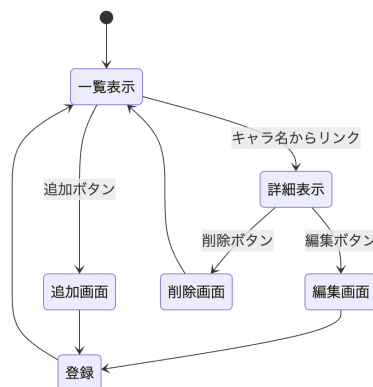 一覧表示
キャラ名からリンク
追加ボタン
詳細表示
削除ボタン
編集ボタン
追加画面
削除画面
編集画面
登録